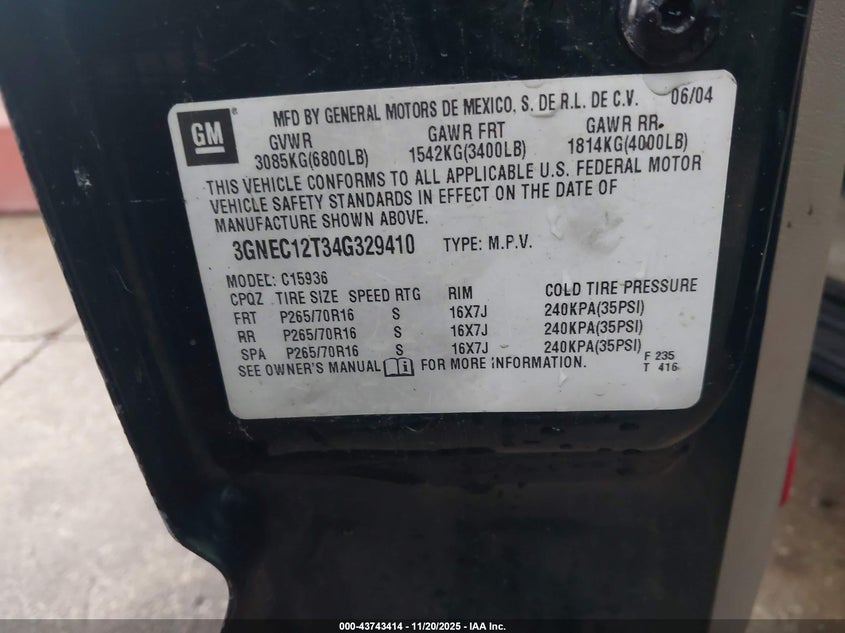 GM ® MFD BY GENERAL MOTORS DE MEXICO, S. DE R.L. DE C.V. 06/04
GVWR GAWR FRT GAWR RR
3085KG(6800LB) 1542KG(3400LB) 1814KG(4000LB)
THIS VEHICLE CONFORMS TO ALL APPLICABLE U.S. FEDERAL MOTOR
VEHICLE SAFETY STANDARDS IN EFFECT ON THE DATE OF
MANUFACTURE SHOWN ABOVE.
3GNEC12T34G329410 TYPE: M.P.V.
MODEL: C15936
CPQZ TIRE SIZE SPEED RTG RIM COLD TIRE PRESSURE
FRT P265/70R16 S 16X7J 240KPA(35PSI)
RR P265/70R16 S 16X7J 240KPA(35PSI)
SPA P265/70R16 S 16X7J 240KPA(35PSI)
SEE OWNER'S MANUAL FOR MORE INFORMATION.
F 235
T 416
000-43743414 - 11/20/2025 - IAA Inc.